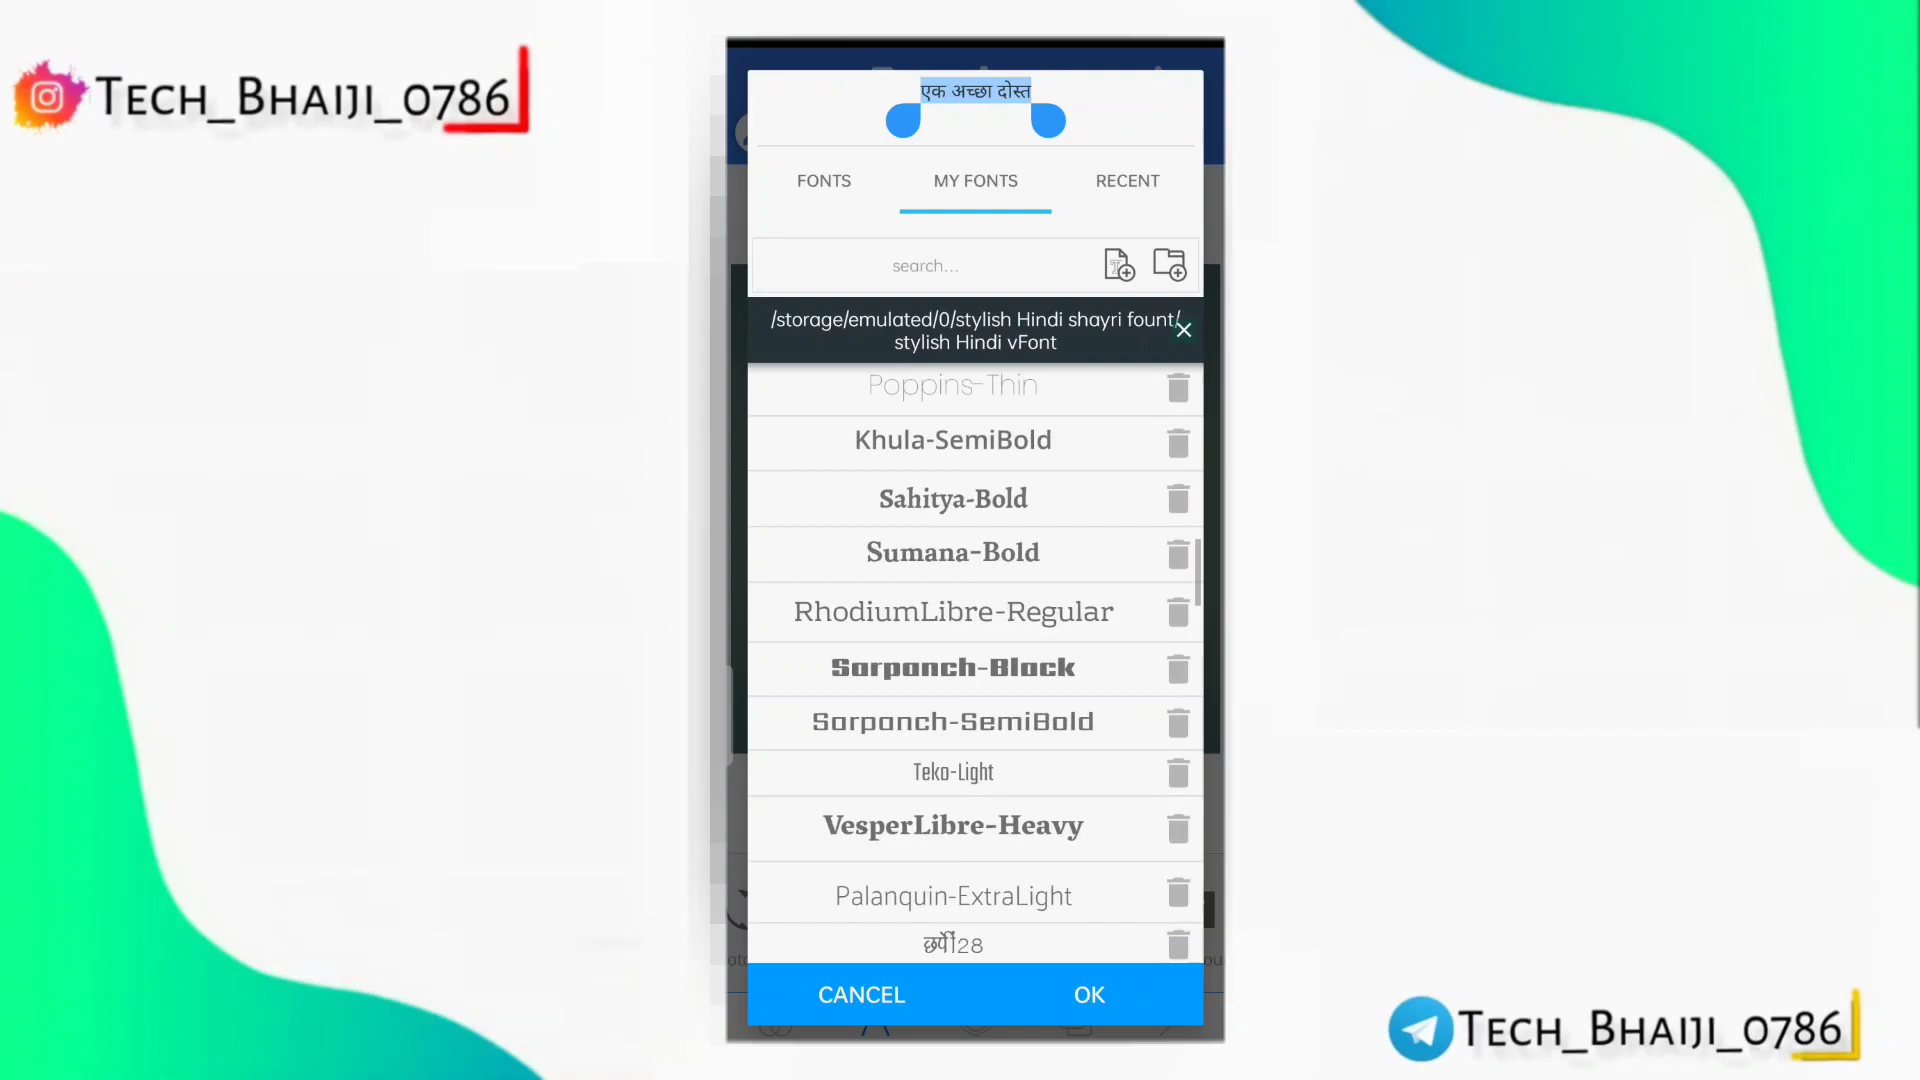 TECH_BHAIJI_0786
एक अच्छा दोस्त
FONTS MY FONTS RECENT
search...
/storage/emulated/0/stylish Hindi shayri fount/
stylish Hindi vFont
Poppins-Thin
Khula-SemiBold
Sahitya-Bold
Sumana-Bold
RhodiumLibre-Regular
Sarpanch-Black
Sarpanch-SemiBold
Teko-Light
VesperLibre-Heavy
Palanquin-ExtraLight
CANCEL OK
TECH_BHAIJI_0786